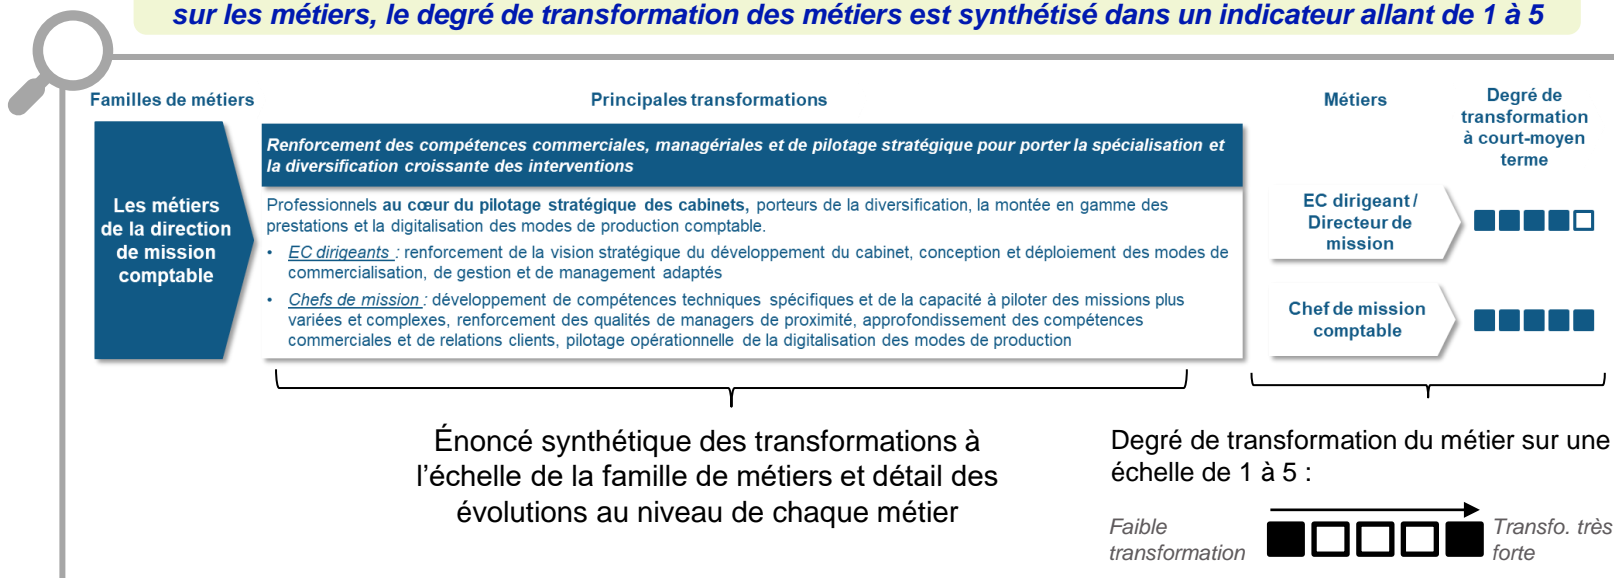 sur les métiers, le degré de transformation des métiers est synthétisé dans un indicateur allant de 1 à 5
Familles de métiers
Principales transformations
Métiers
Degré de
transformation
à court-moyen
terme
Les métiers
de la direction
de mission
comptable
Renforcement des compétences commerciales, managériales et de pilotage stratégique pour porter la spécialisation et
la diversification croissante des interventions
Professionnels au cœur du pilotage stratégique des cabinets, porteurs de la diversification, la montée en gamme des
prestations et la digitalisation des modes de production comptable.
• EC dirigeants : renforcement de la vision stratégique du développement du cabinet, conception et déploiement des modes de
commercialisation, de gestion et de management adaptés
• Chefs de mission : développement de compétences techniques spécifiques et de la capacité à piloter des missions plus
variées et complexes, renforcement des qualités de managers de proximité, approfondissement des compétences
commerciales et de relations clients, pilotage opérationnelle de la digitalisation des modes de production
EC dirigeant /
Directeur de
mission
Chef de mission
comptable
Énoncé synthétique des transformations à
l’échelle de la famille de métiers et détail des
évolutions au niveau de chaque métier
Degré de transformation du métier sur une
échelle de 1 à 5 :
Faible
transformation
Transfo. très
forte